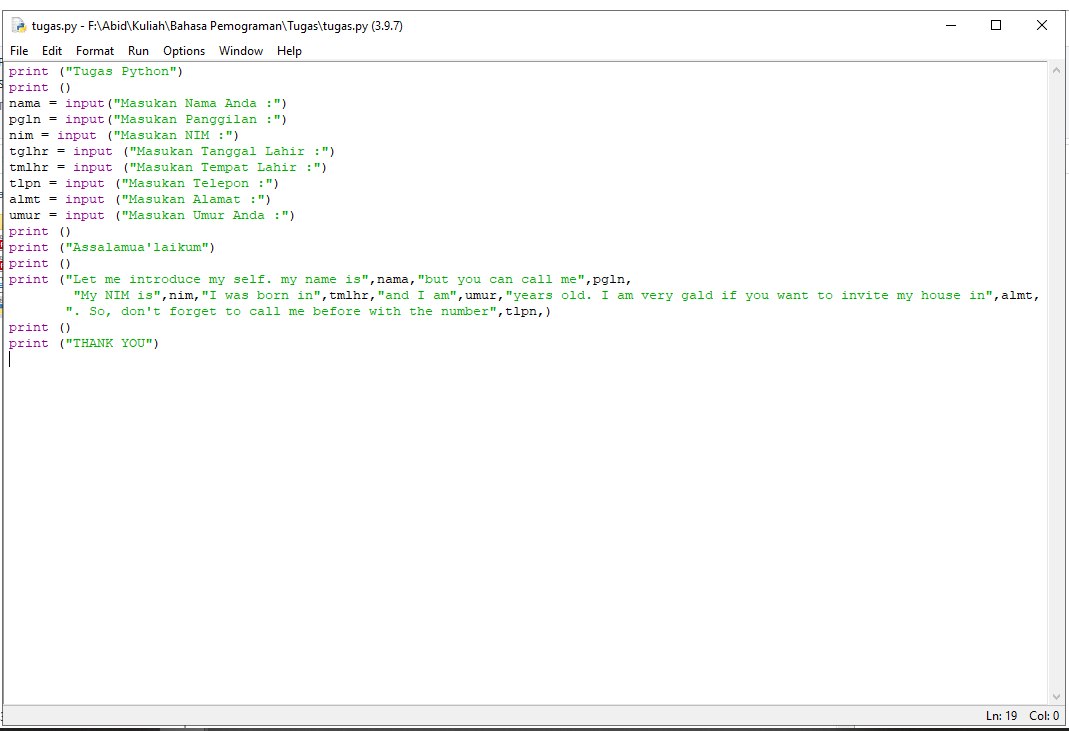 tugas.py - F:\Abid\Kuliah\Bahasa Pemograman\Tugas\tugas.py (3.9.7)
File Edit Format Run Options Window Help
print ("Tugas Python")
print ()
nama = input("Masukan Nama Anda :")
pgln = input("Masukan Panggilan :")
nim = input ("Masukan NIM :")
tglhr = input ("Masukan Tanggal Lahir :")
tmlhr = input ("Masukan Tempat Lahir :")
tlpn = input ("Masukan Telepon :")
almt = input ("Masukan Alamat :")
umur = input ("Masukan Umur Anda :")
print ()
print ("Assalamua'laikum")
print ()
print ("Let me introduce my self. my name is",nama,"but you can call me",pgln,
        "My NIM is",nim,"I was born in",tmlhr,"and I am",umur,"years old. I am very gald if you want to invite my house in",almt,
       ". So, don't forget to call me before with the number",tlpn,)
print ()
print ("THANK YOU")
Ln: 19 Col: 0